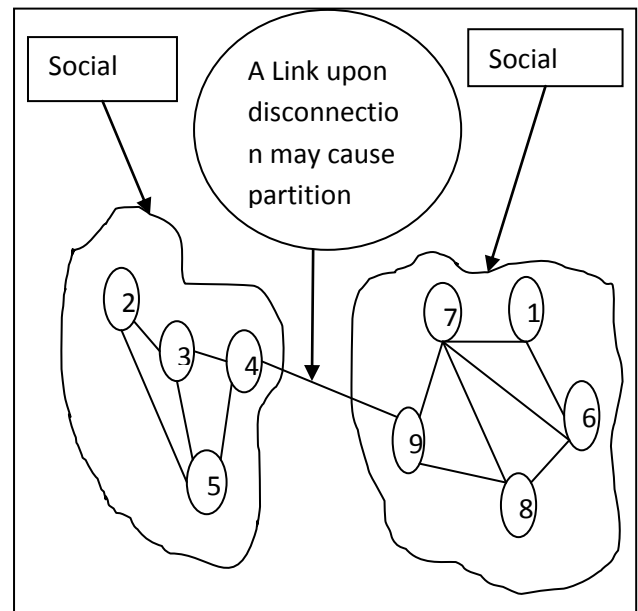 Social
A Link upon
disconnectio
n may cause
partition
Social
2
3
4
5
7
1
9
6
8